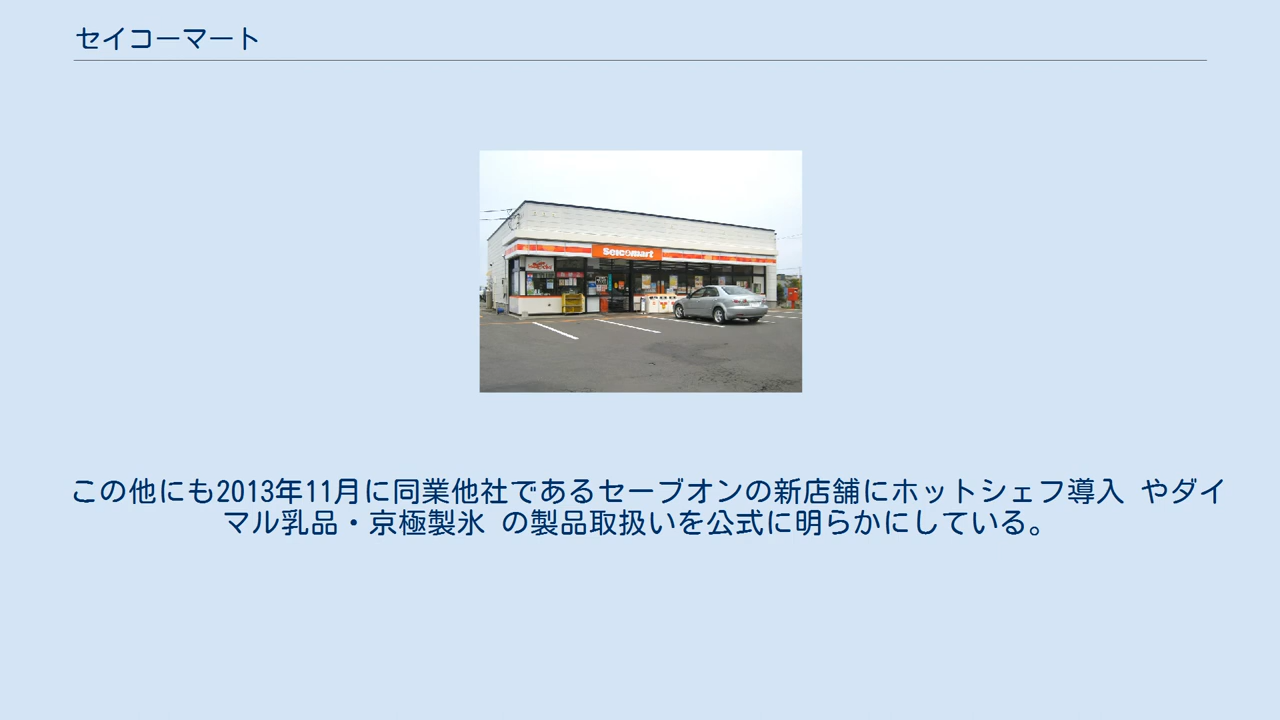 セイコーマート
Seicomart
この他にも2013年11月に同業他社であるセーブオンの新店舗にホットシェフ導入 やダイ
マル乳品・京極製氷 の製品取扱いを公式に明らかにしている。